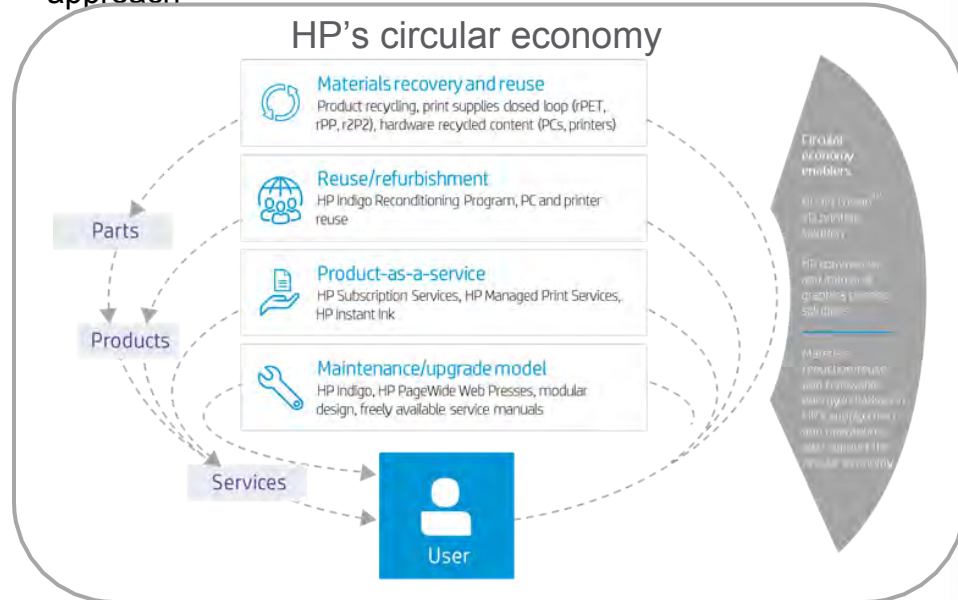 approach
HP's circular economy
Materials recovery and reuse
Product recycling, print supplies closed loop (rPET,
rPP, r2P2), hardware recycled content (PCs, printers)
Reuse/refurbishment
HP Indigo Reconditioning Program, PC and printer
reuse
Product-as-a-service
HP Subscription Services, HP Managed Print Services,
HP Instant Ink
Maintenance/upgrade model
HP Indigo, HP PageWide Web Presses, modular
design, freely available service manuals
Parts
Products
Services
User
Circular
economy
enablers
solutions
circular economy